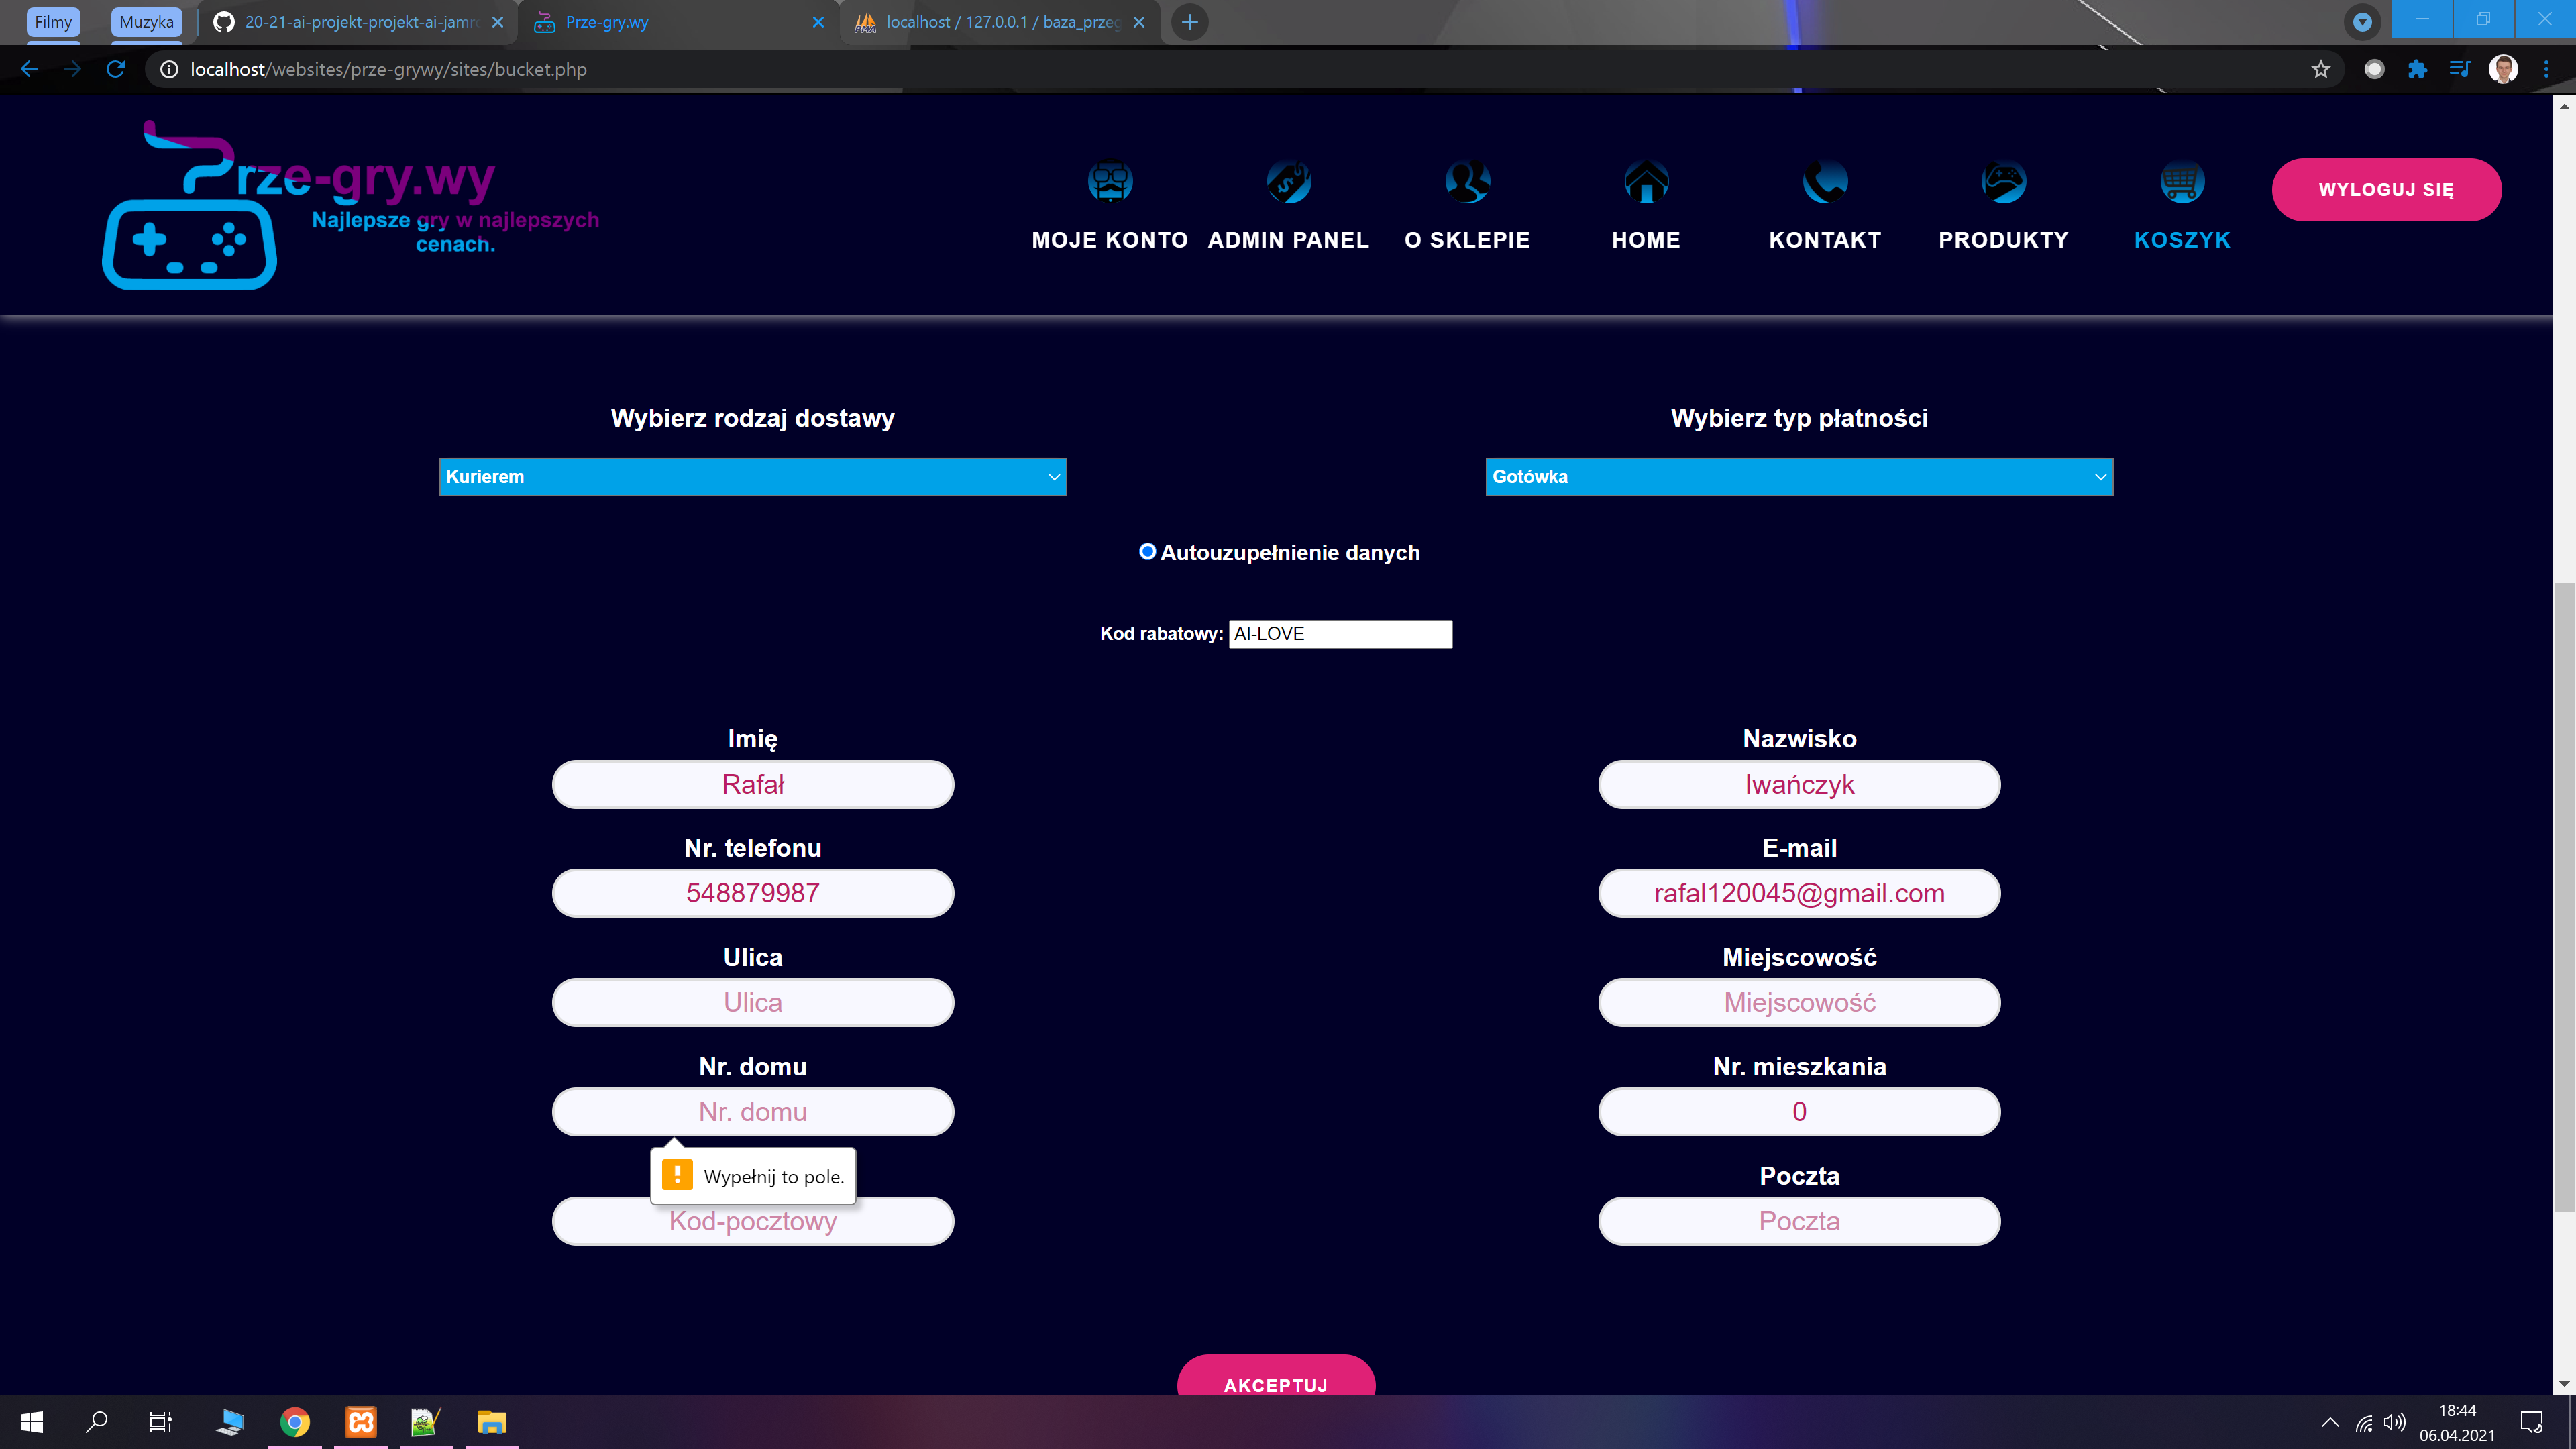 Filmy
Muzyka
20-21-ai-projekt-projekt-ai-jamro
Prze-gry.wy
localhost / 127.0.0.1 / baza_przeg
localhost/websites/prze-grywy/sites/bucket.php
Prze-gry.wy
Najlepsze gry w najlepszych
cenach.
MOJE KONTO
ADMIN PANEL
O SKLEPIE
HOME
KONTAKT
PRODUKTY
KOSZYK
WYLOGUJ SIĘ
Wybierz rodzaj dostawy
Wybierz typ płatności
Kurierem
Gotówka
Autouzupełnienie danych
Kod rabatowy: AI-LOVE
Imię
Nazwisko
Rafał
Iwańczyk
Nr. telefonu
E-mail
548879987
rafal120045@gmail.com
Ulica
Miejscowość
Ulica
Miejscowość
Nr. domu
Nr. mieszkania
Nr. domu
0
Wypełnij to pole.
Poczta
Kod-pocztowy
Poczta
AKCEPTUJ
18:44
06.04.2021